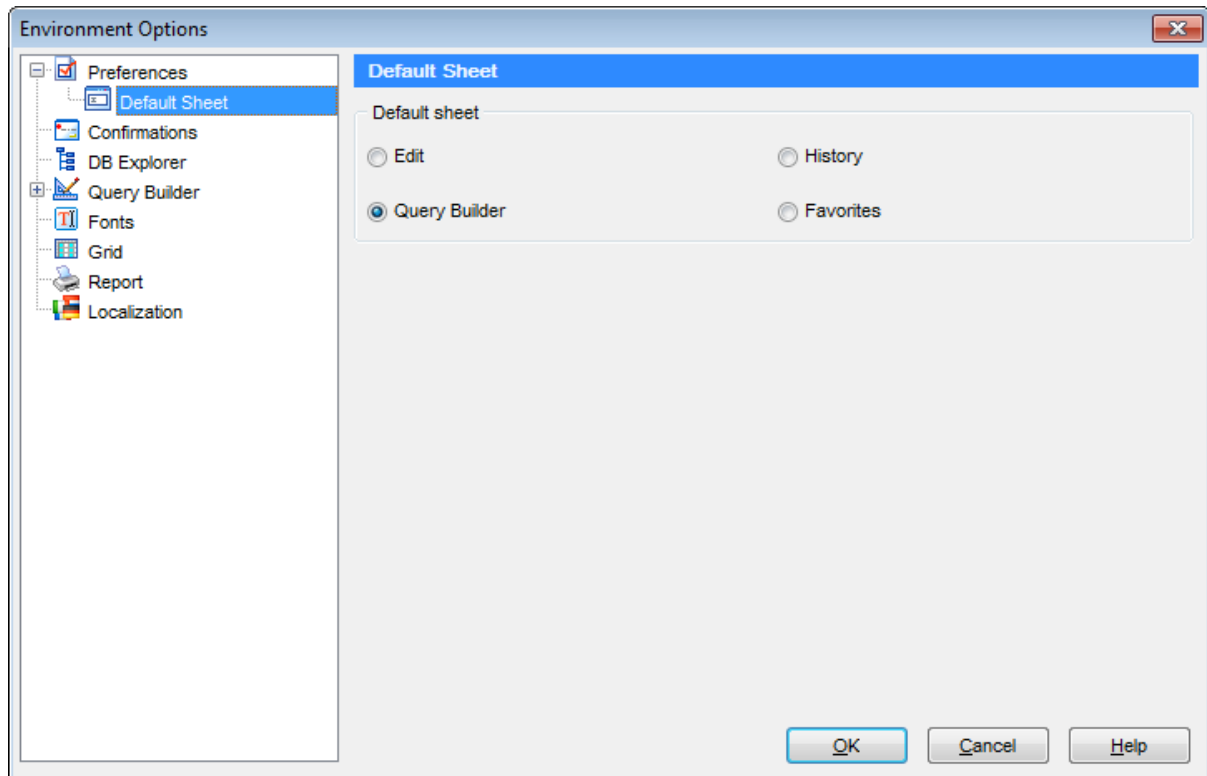 Environment Options
Preferences
Default Sheet
Confirmations
DB Explorer
Query Builder
Fonts
Grid
Report
Localization
Default Sheet
Default sheet
Edit
History
Query Builder
Favorites
OK
Cancel
Help